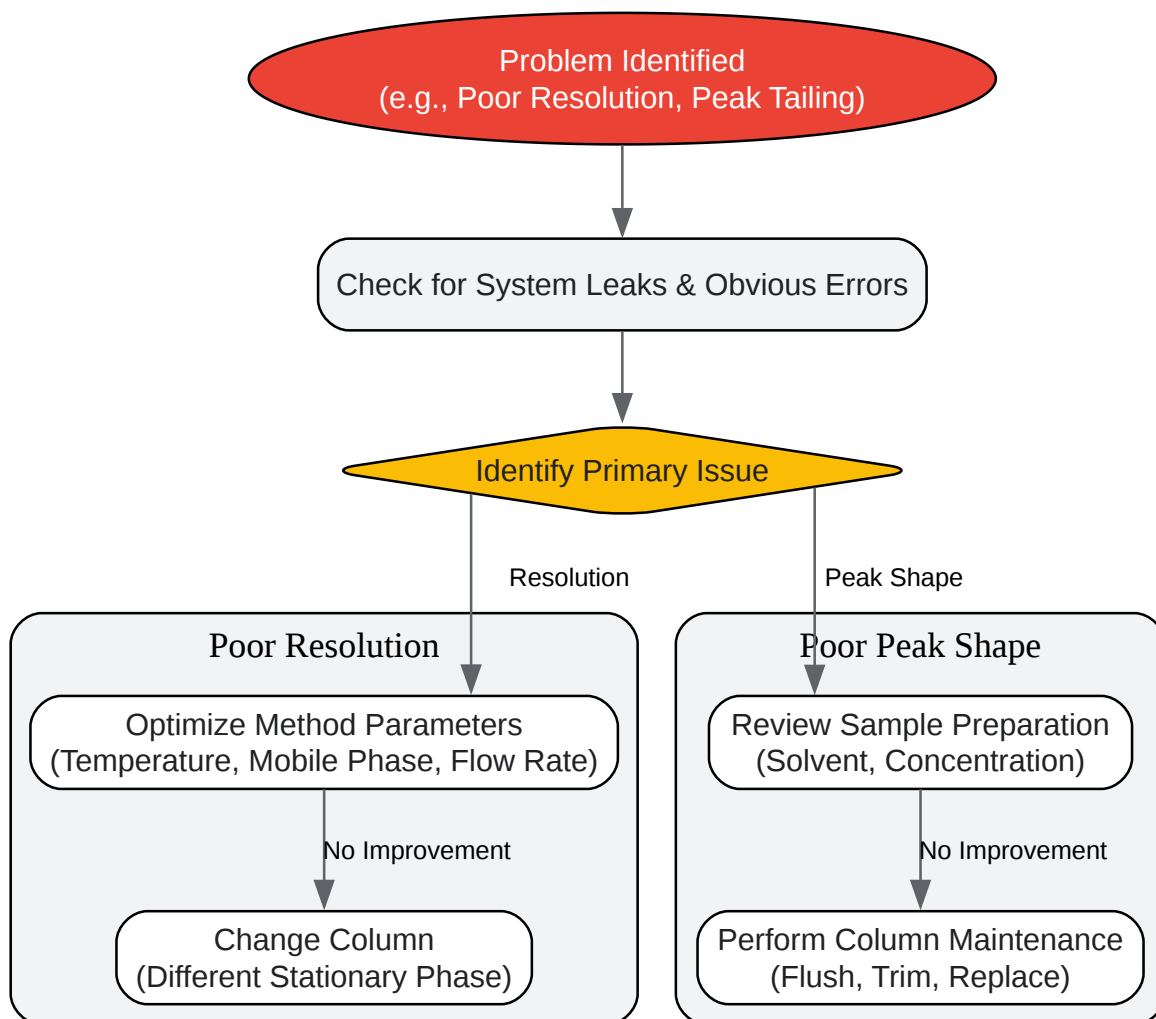 Problem Identified
(e.g., Poor Resolution, Peak Tailing)
Check for System Leaks & Obvious Errors
Identify Primary Issue
Resolution
Peak Shape
Poor Resolution
Poor Peak Shape
Optimize Method Parameters
(Temperature, Mobile Phase, Flow Rate)
Review Sample Preparation
(Solvent, Concentration)
No Improvement
No Improvement
Change Column
(Different Stationary Phase)
Perform Column Maintenance
(Flush, Trim, Replace)